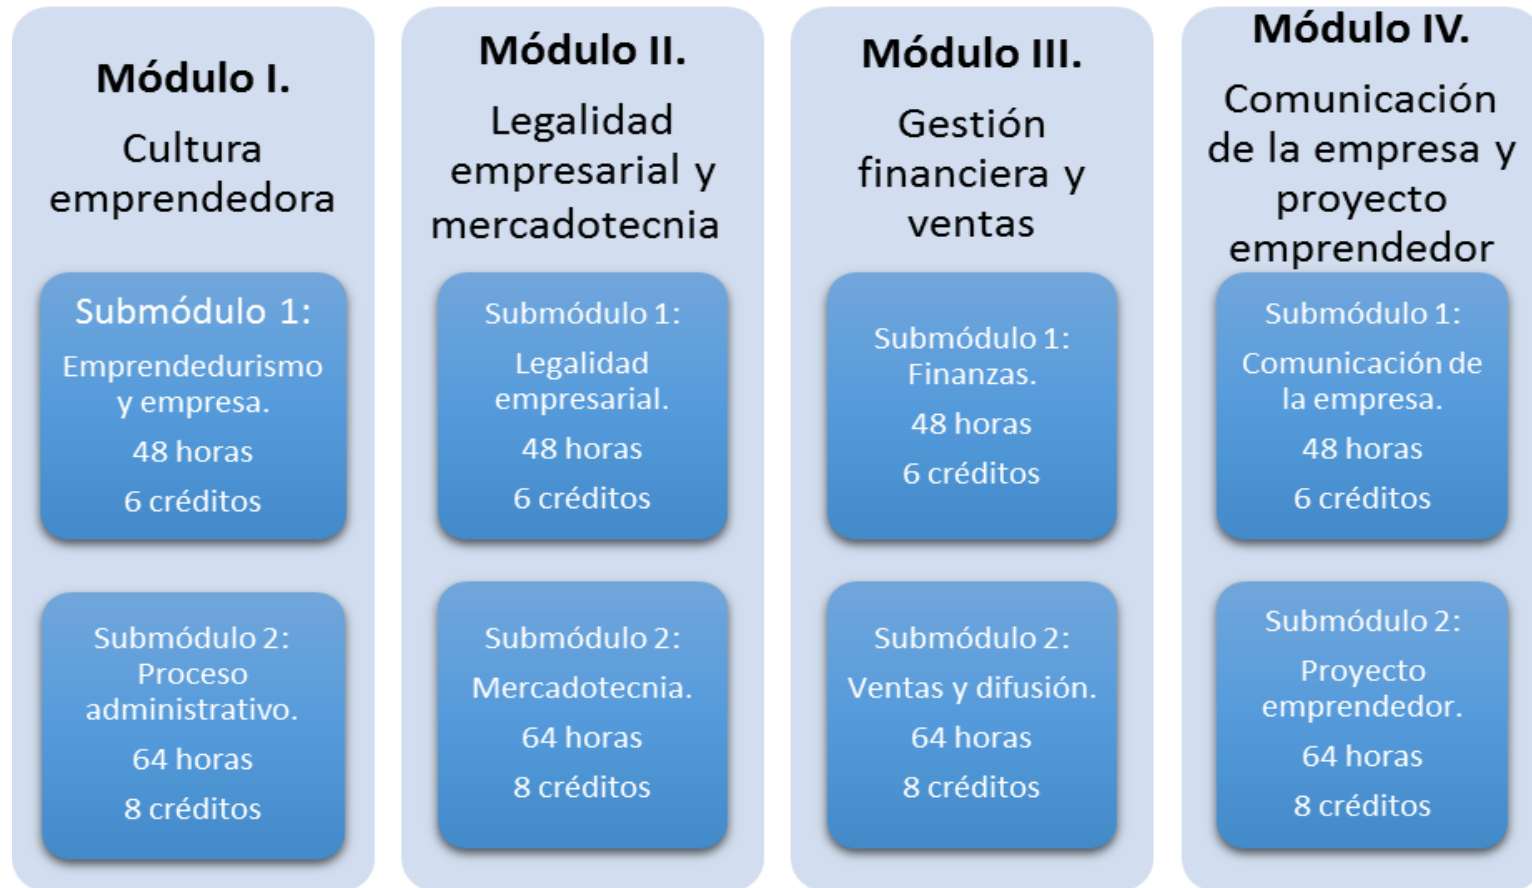 Módulo I.
Cultura
emprendedora
Submódulo 1:
Emprendedurismo
y empresa.
48 horas
6 créditos
Submódulo 2:
Proceso
administrativo.
64 horas
8 créditos
Módulo II.
Legalidad
empresarial y
mercadotecnia
Submódulo 1:
Legalidad
empresarial.
48 horas
6 créditos
Submódulo 2:
Mercadotecnia.
64 horas
8 créditos
Módulo III.
Gestión
financiera y
ventas
Submódulo 1:
Finanzas.
48 horas
6 créditos
Submódulo 2:
Ventas y difusión.
64 horas
8 créditos
Módulo IV.
Comunicación
de la empresa y
proyecto
emprendedor
Submódulo 1:
Comunicación de
la empresa.
48 horas
6 créditos
Submódulo 2:
Proyecto
emprendedor.
64 horas
8 créditos